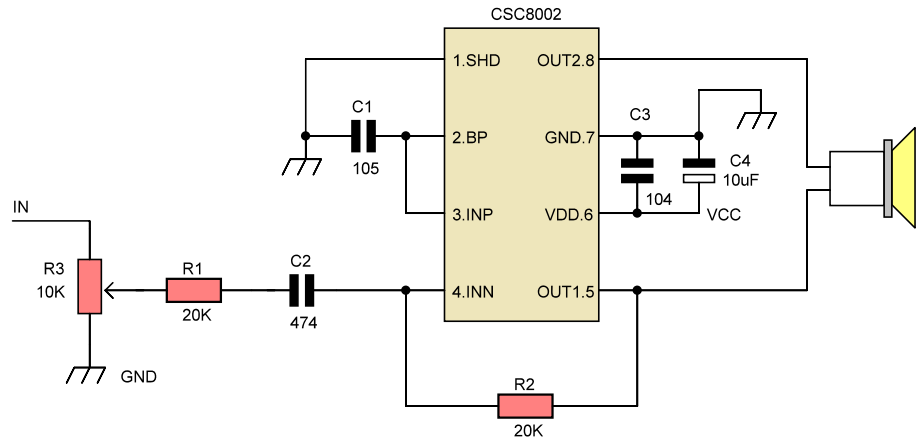 CSC8002
1.SHD
OUT2.8
C1
105
2.BP
GND.7
C3
104
C4
10uF
3.INP
VDD.6
VCC
IN
R3
10K
R1
20K
C2
474
4.INN
OUT1.5
GND
R2
20K